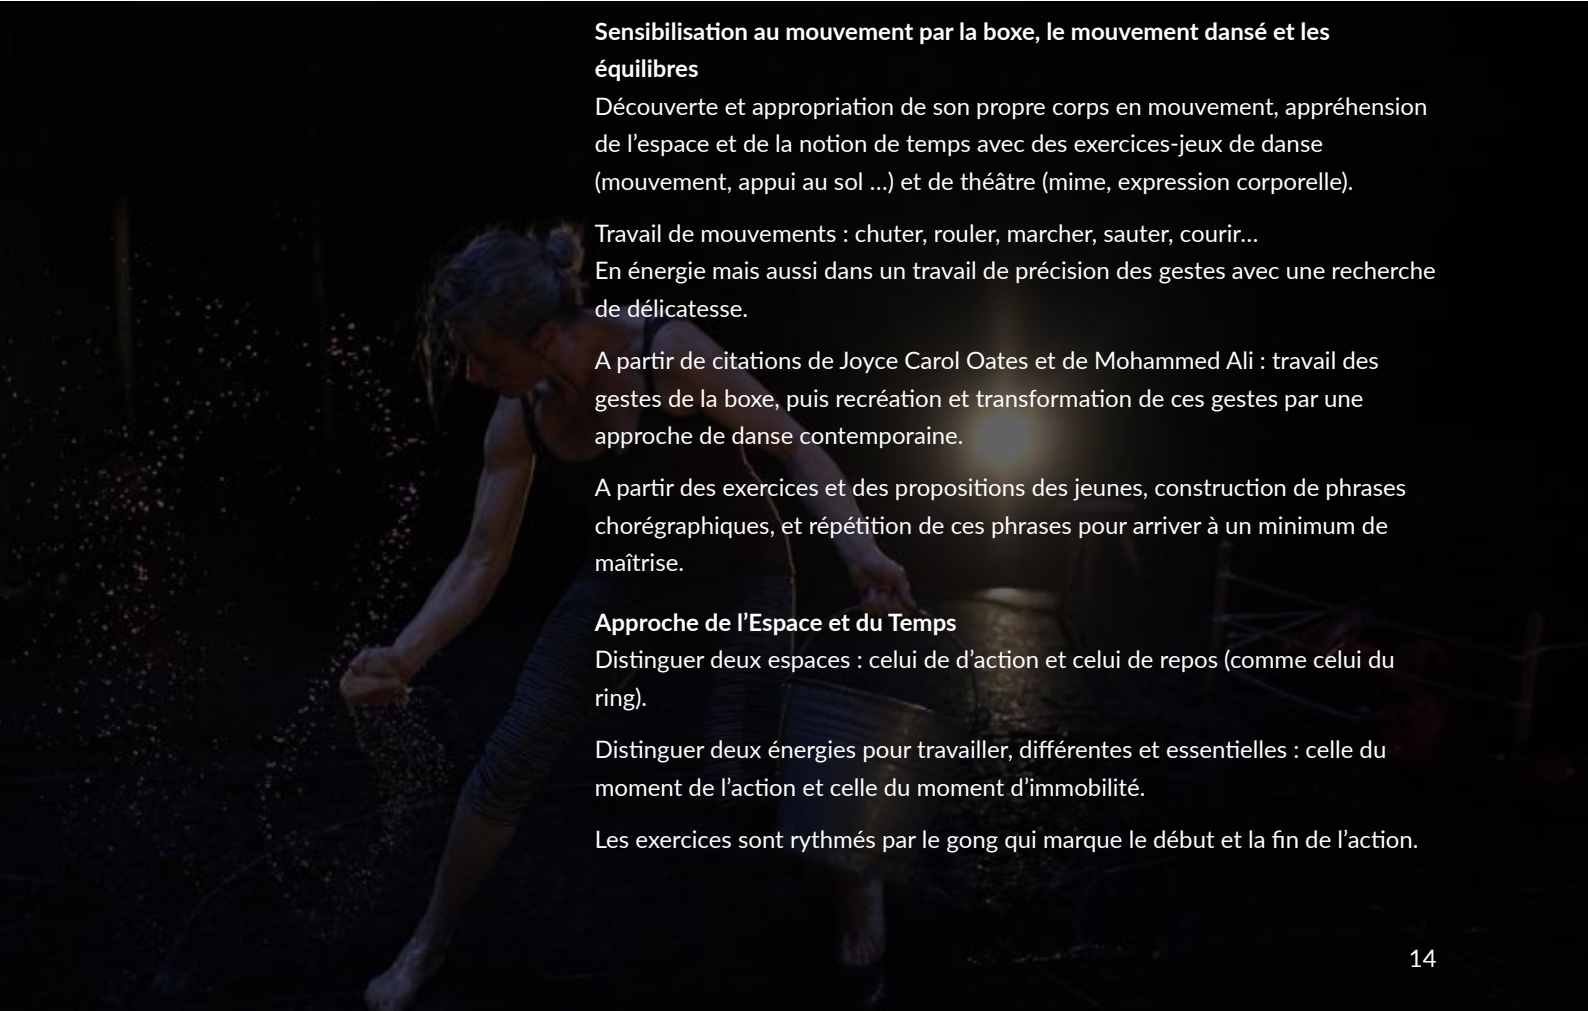 Sensibilisation au mouvement par la boxe, le mouvement dansé et les
équilibres
Découverte et appropriation de son propre corps en mouvement, appréhension
de l’espace et de la notion de temps avec des exercices-jeux de danse
(mouvement, appui au sol …) et de théâtre (mime, expression corporelle).
Travail de mouvements : chuter, rouler, marcher, sauter, courir…
En énergie mais aussi dans un travail de précision des gestes avec une recherche
de délicatesse.
A partir de citations de Joyce Carol Oates et de Mohammed Ali : travail des
gestes de la boxe, puis recréation et transformation de ces gestes par une
approche de danse contemporaine.
A partir des exercices et des propositions des jeunes, construction de phrases
chorégraphiques, et répétition de ces phrases pour arriver à un minimum de
maîtrise.
Approche de l’Espace et du Temps
Distinguer deux espaces : celui de d’action et celui de repos (comme celui du
ring).
Distinguer deux énergies pour travailler, différentes et essentielles : celle du
moment de l’action et celle du moment d’immobilité.
Les exercices sont rythmés par le gong qui marque le début et la fin de l’action.
14